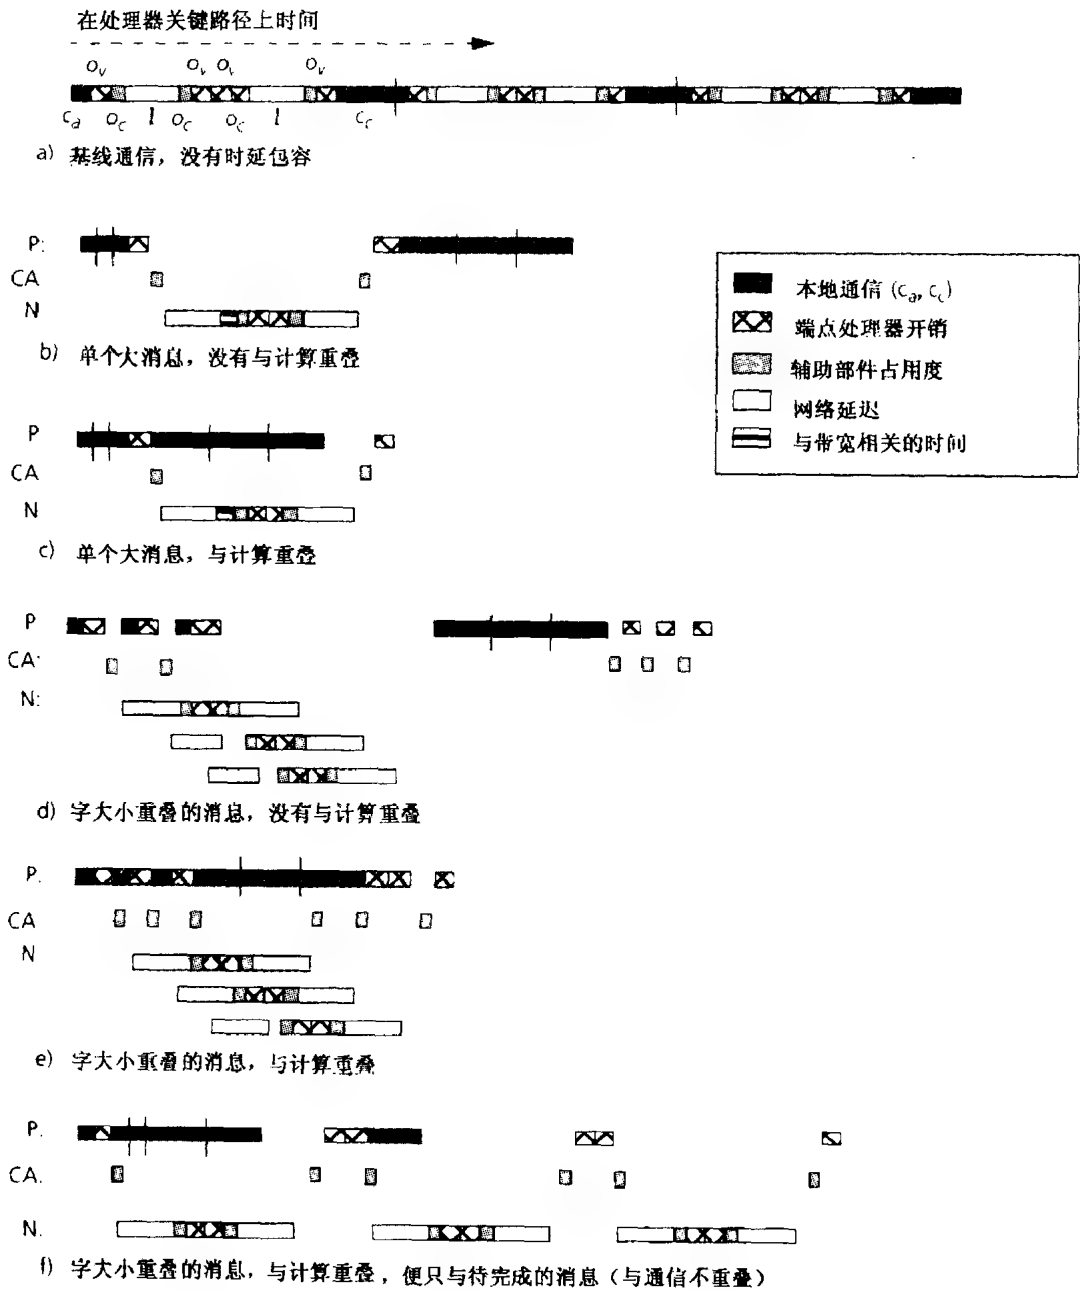 在处理器关键路径上时间
o_v o_v o_v o_v
c_a o_c l o_c o_c l c_c
a) 基线通信，没有时延包容
P:
CA
N
b) 单个大消息，没有与计算重叠
本地通信 (c_a, c_c)
端点处理器开销
辅助部件占用度
网络延迟
与带宽相关的时间
P
CA
N
c) 单个大消息，与计算重叠
P
CA:
N:
d) 字大小重叠的消息，没有与计算重叠
P.
CA
N
e) 字大小重叠的消息，与计算重叠
P.
CA.
N.
f) 字大小重叠的消息，与计算重叠，便只与待完成的消息（与通信不重叠）